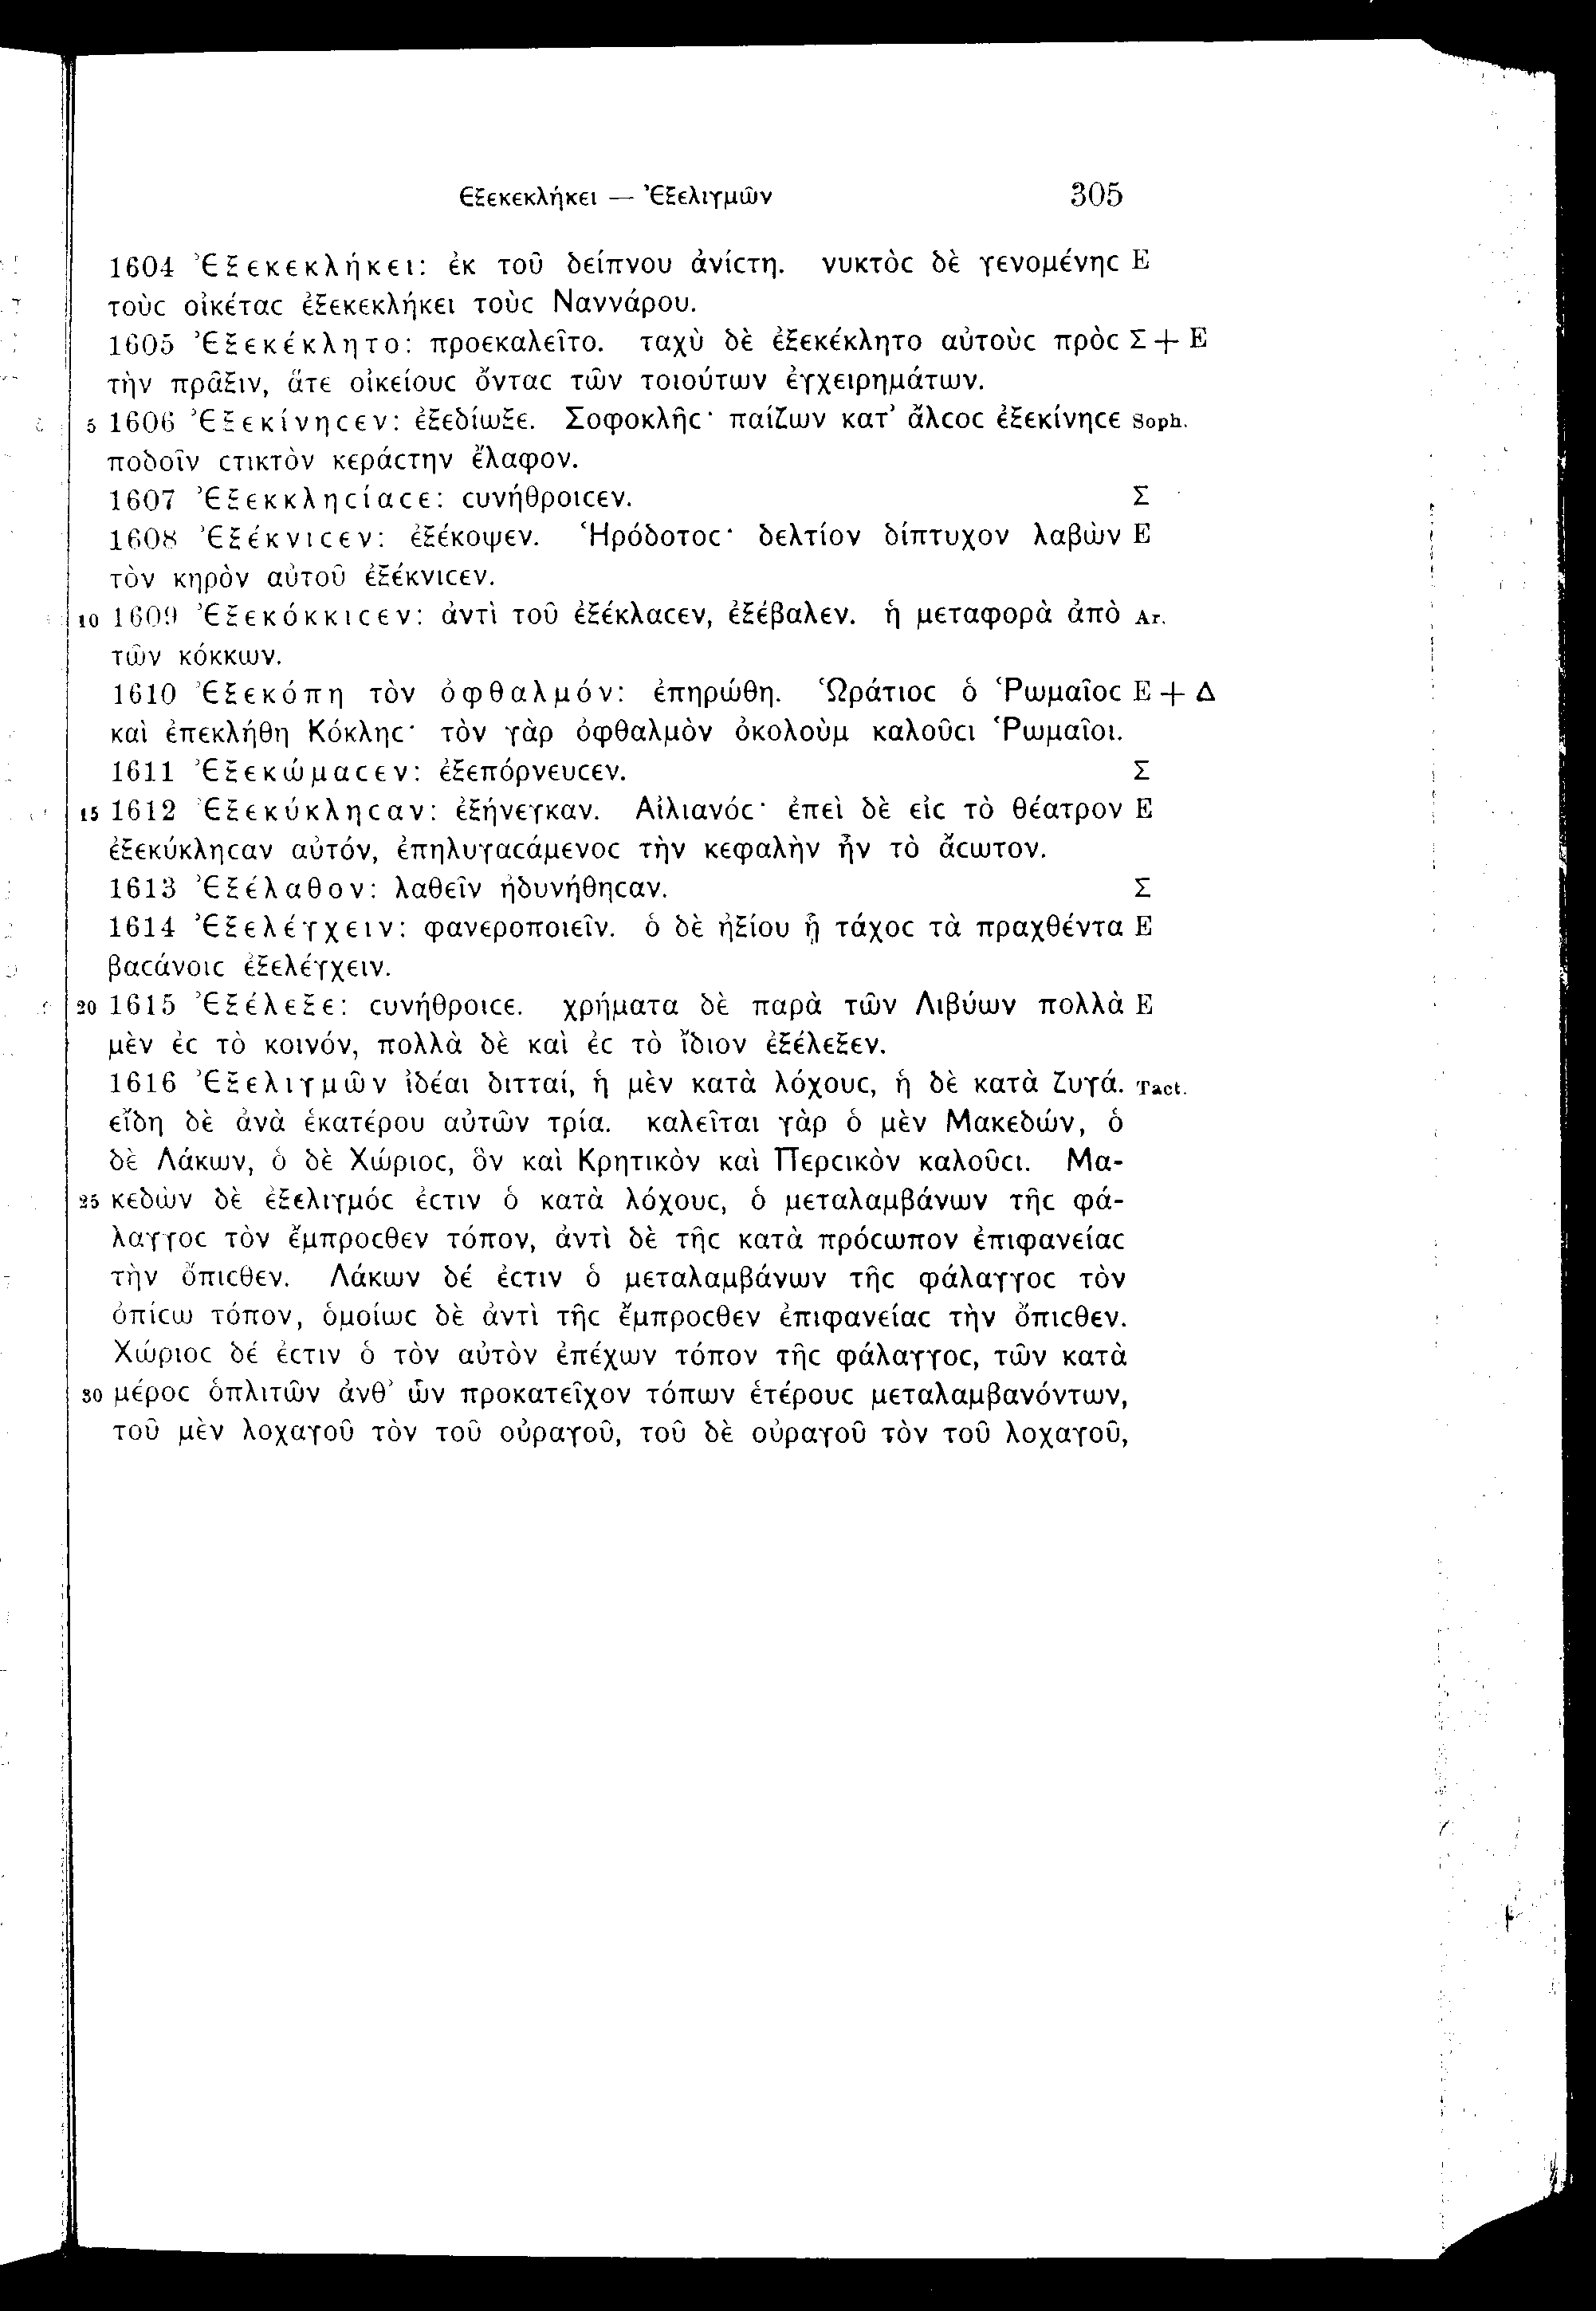 Ἐξεκεκλήκει — Ἐξελιγμῶν 305
1604 Ἐξεκεκλήκει: ἐκ τοῦ δείπνου ἀνίϲτη. νυκτὸϲ δὲ γενομένηϲ E
τοὺϲ οἰκέταϲ ἐξεκεκλήκει τοὺϲ Ναννάρου.
1605 Ἐξεκέκλητο: προεκαλεῖτο. ταχὺ δὲ ἐξεκέκλητο αὐτοὺϲ πρὸϲ Σ + E
τὴν πρᾶξιν, ἅτε οἰκείουϲ ὄνταϲ τῶν τοιούτων ἐγχειρημάτων.
5 1606 Ἐξεκίνηϲεν: ἐξεδίωξε. Σοφοκλῆϲ· παίζων κατ’ ἄλϲοϲ ἐξεκίνηϲε Soph.
ποδοῖν ϲτικτὸν κεράϲτην ἔλαφον.
1607 Ἐξεκκληϲίαϲε: ϲυνήθροιϲεν. Σ
1608 Ἐξέκνιϲεν: ἐξέκοψεν. Ἡρόδοτοϲ· δελτίον δίπτυχον λαβὼν E
τὸν κηρὸν αὐτοῦ ἐξέκνιϲεν.
10 1609 Ἐξεκόκκιϲεν: ἀντὶ τοῦ ἐξέκλαϲεν, ἐξέβαλεν. ἡ μεταφορὰ ἀπὸ Ar.
τῶν κόκκων.
1610 Ἐξεκόπη τὸν ὀφθαλμόν: ἐπηρώθη. Ὡράτιοϲ ὁ Ῥωμαῖοϲ E + Δ
καὶ ἐπεκλήθη Κόκληϲ· τὸν γὰρ ὀφθαλμὸν ὀκολοὺμ καλοῦϲι Ῥωμαῖοι.
1611 Ἐξεκώμαϲεν: ἐξεπόρνευϲεν. Σ
15 1612 Ἐξεκύκληϲαν: ἐξήνεγκαν. Αἰλιανόϲ· ἐπεὶ δὲ εἰϲ τὸ θέατρον E
ἐξεκύκληϲαν αὐτόν, ἐπηλυγαϲάμενοϲ τὴν κεφαλὴν ἦν τὸ ἄϲωτον.
1613 Ἐξέλαθον: λαθεῖν ἠδυνήθηϲαν. Σ
1614 Ἐξελέγχειν: φανεροποιεῖν. ὁ δὲ ἠξίου ᾗ τάχοϲ τὰ πραχθέντα E
βαϲάνοιϲ ἐξελέγχειν.
20 1615 Ἐξέλεξε: ϲυνήθροιϲε. χρήματα δὲ παρὰ τῶν Λιβύων πολλὰ E
μὲν ἐϲ τὸ κοινόν, πολλὰ δὲ καὶ ἐϲ τὸ ἴδιον ἐξέλεξεν.
1616 Ἐξελιγμῶν ἰδέαι διτταί, ἡ μὲν κατὰ λόχουϲ, ἡ δὲ κατὰ ζυγά. Tact.
εἴδη δὲ ἀνὰ ἑκατέρου αὐτῶν τρία. καλεῖται γὰρ ὁ μὲν Μακεδών, ὁ
δὲ Λάκων, ὁ δὲ Χώριοϲ, ὃν καὶ Κρητικὸν καὶ Περϲικὸν καλοῦϲι. Μα-
25 κεδὼν δὲ ἐξελιγμόϲ ἐϲτιν ὁ κατὰ λόχουϲ, ὁ μεταλαμβάνων τῆϲ φά-
λαγγοϲ τὸν ἔμπροϲθεν τόπον, ἀντὶ δὲ τῆϲ κατὰ πρόϲωπον ἐπιφανείαϲ
τὴν ὄπιϲθεν. Λάκων δέ ἐϲτιν ὁ μεταλαμβάνων τῆϲ φάλαγγοϲ τὸν
ὀπίϲω τόπον, ὁμοίωϲ δὲ ἀντὶ τῆϲ ἔμπροϲθεν ἐπιφανείαϲ τὴν ὄπιϲθεν.
Χώριοϲ δέ ἐϲτιν ὁ τὸν αὐτὸν ἐπέχων τόπον τῆϲ φάλαγγοϲ, τῶν κατὰ
30 μέροϲ ὁπλιτῶν ἀνθ’ ὧν προκατεῖχον τόπων ἑτέρουϲ μεταλαμβανόντων,
τοῦ μὲν λοχαγοῦ τὸν τοῦ οὐραγοῦ, τοῦ δὲ οὐραγοῦ τὸν τοῦ λοχαγοῦ,